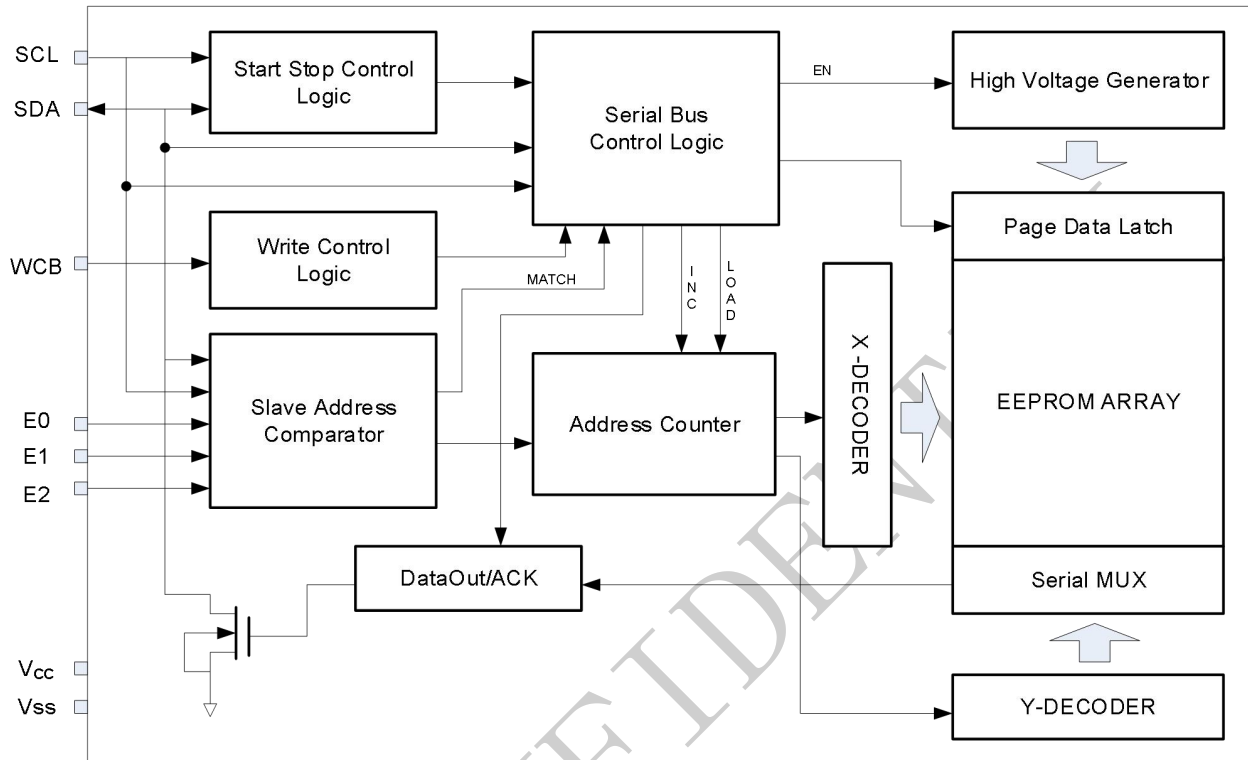 SCL
SDA
WCB
E0
E1
E2
Vcc
Vss
Start Stop Control
Logic
Write Control
Logic
Slave Address
Comparator
Serial Bus
Control Logic
EN
High Voltage Generator
Page Data Latch
EEPROM ARRAY
Serial MUX
MATCH
INC
LOAD
Address Counter
X -DECODER
DataOut/ACK
Y-DECODER